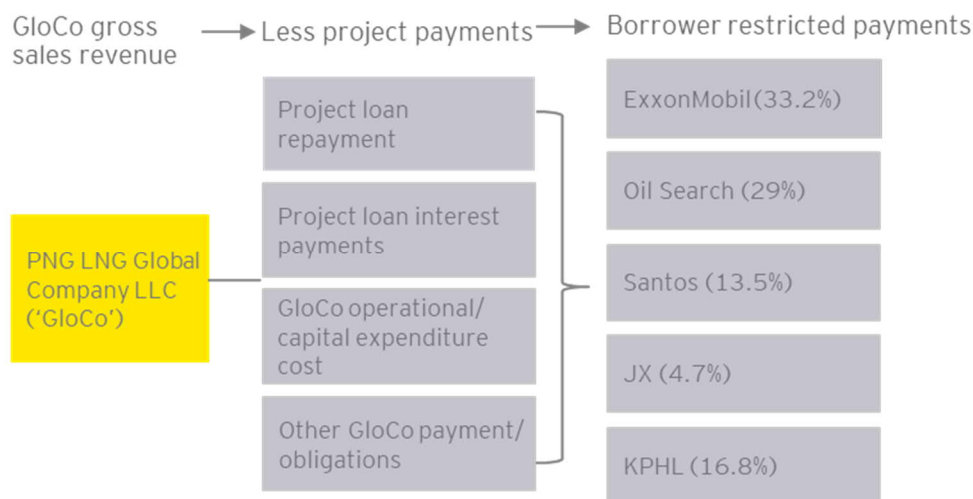 GloCo gross
sales revenue
Less project payments
Borrower restricted payments
PNG LNG Global
Company LLC
(‘GloCo’)
Project loan
repayment
Project loan interest
payments
GloCo operational/
capital expenditure
cost
Other GloCo payment/
obligations
ExxonMobil (33.2%)
Oil Search (29%)
Santos (13.5%)
JX (4.7%)
KPHL (16.8%)